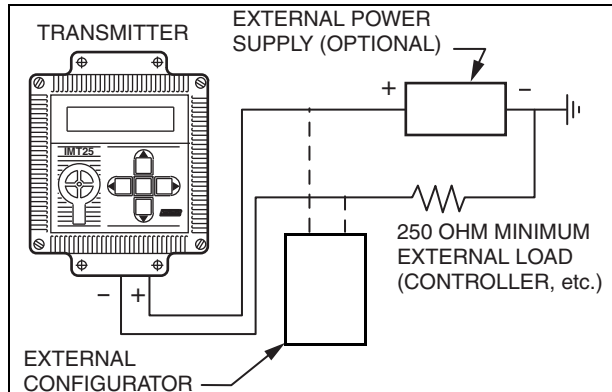 TRANSMITTER
EXTERNAL POWER
SUPPLY (OPTIONAL)
+
−
IMT25
250 OHM MINIMUM
EXTERNAL LOAD
(CONTROLLER, etc.)
−
+
EXTERNAL
CONFIGURATOR